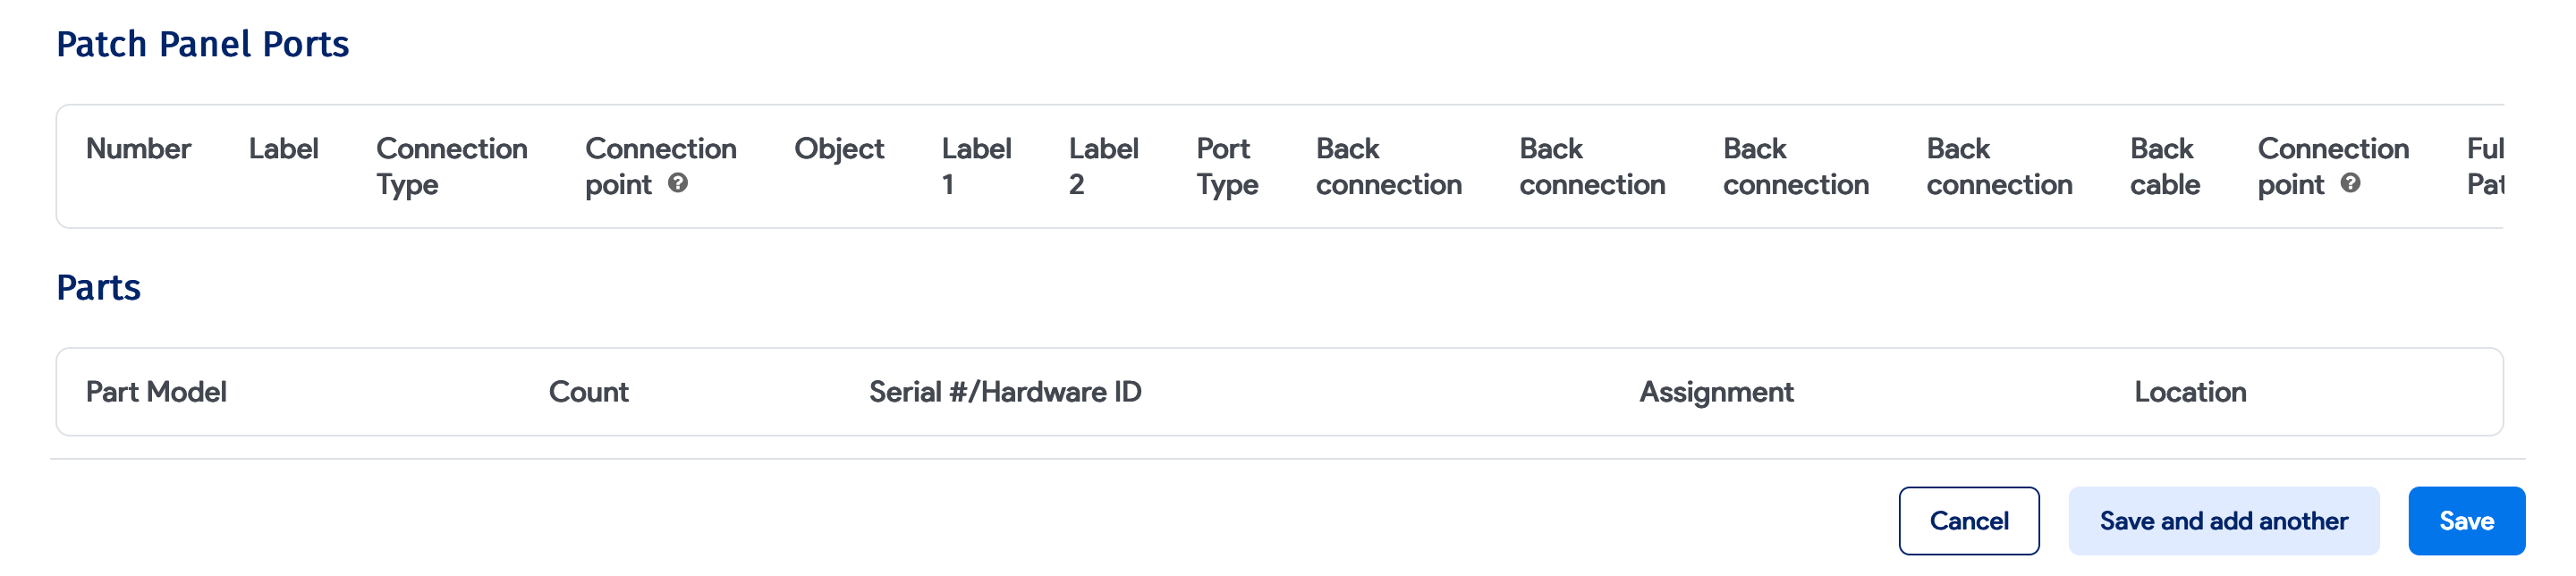 Patch Panel Ports
Number Label Connection Type Connection point ? Object Label 1 Label 2 Port Type Back connection Back connection Back connection Back connection Back cable Connection point ?
Parts
Part Model Count Serial #/Hardware ID Assignment Location
Cancel Save and add another Save